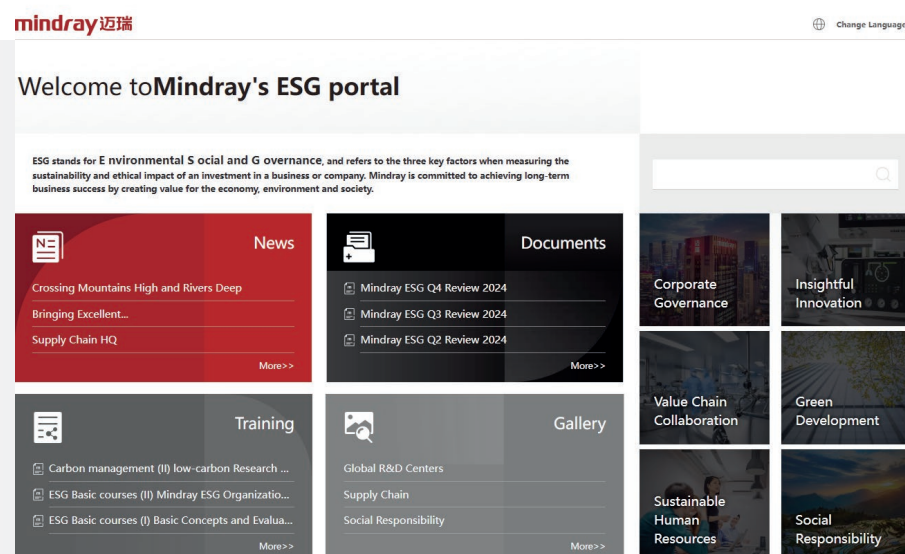 mindray迈瑞
Change Language
Welcome toMindray's ESG portal
ESG stands for E nvironmental S ocial and G overnance, and refers to the three key factors when measuring the
sustainability and ethical impact of an investment in a business or company. Mindray is committed to achieving long-term
business success by creating value for the economy, environment and society.
News
Crossing Mountains High and Rivers Deep
Bringing Excellent...
Supply Chain HQ
More>>
Documents
Mindray ESG Q4 Review 2024
Mindray ESG Q3 Review 2024
Mindray ESG Q2 Review 2024
More>>
Training
Carbon management (II) low-carbon Research ...
ESG Basic courses (II) Mindray ESG Organizatio...
ESG Basic courses (I) Basic Concepts and Evalua...
More>>
Gallery
Global R&D Centers
Supply Chain
Social Responsibility
More>>
Corporate
Governance
Insightful
Innovation
Value Chain
Collaboration
Green
Development
Sustainable
Human
Resources
Social
Responsibility